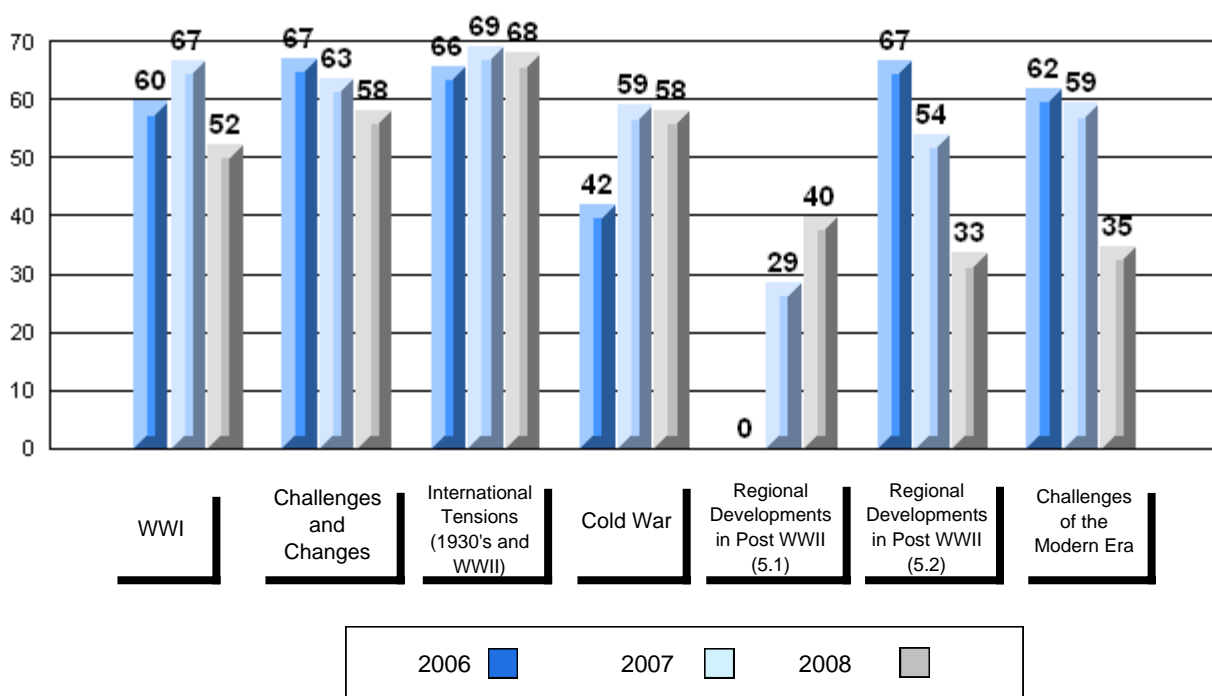 70
60
50
40
30
20
10
0
60
67
52
67
63
58
66
69
68
42
59
58
0
29
40
67
54
33
62
59
35
WWI
Challenges
and
Changes
International
Tensions
(1930's and
WWII)
Cold War
Regional
Developments
in Post WWII
(5.1)
Regional
Developments
in Post WWII
(5.2)
Challenges
of the
Modern Era
2006
2007
2008